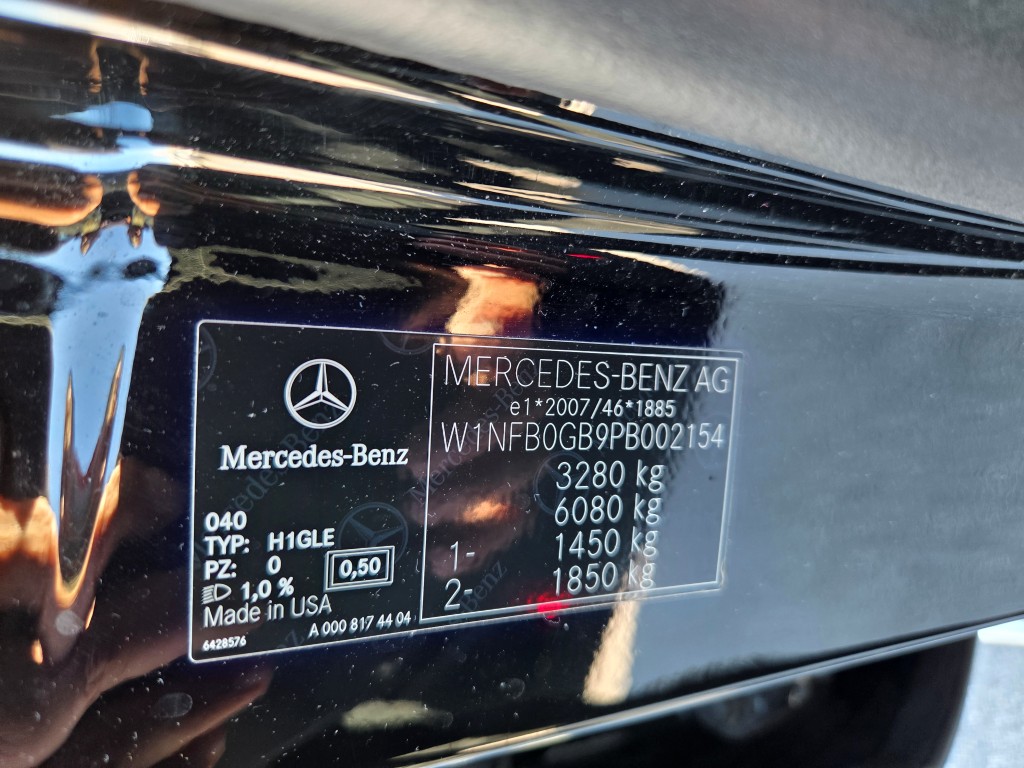 Mercedes-Benz
040
TYP: H1GLE
PZ: 0
1,0 %
0,50
Made in USA
6428576
A 000 817 44 04
MERCEDES-BENZ AG
e1*2007/46*1885
W1NFB0GB9PB002154
3280 kg
6080 kg
1- 1450 kg
2- 1850 kg